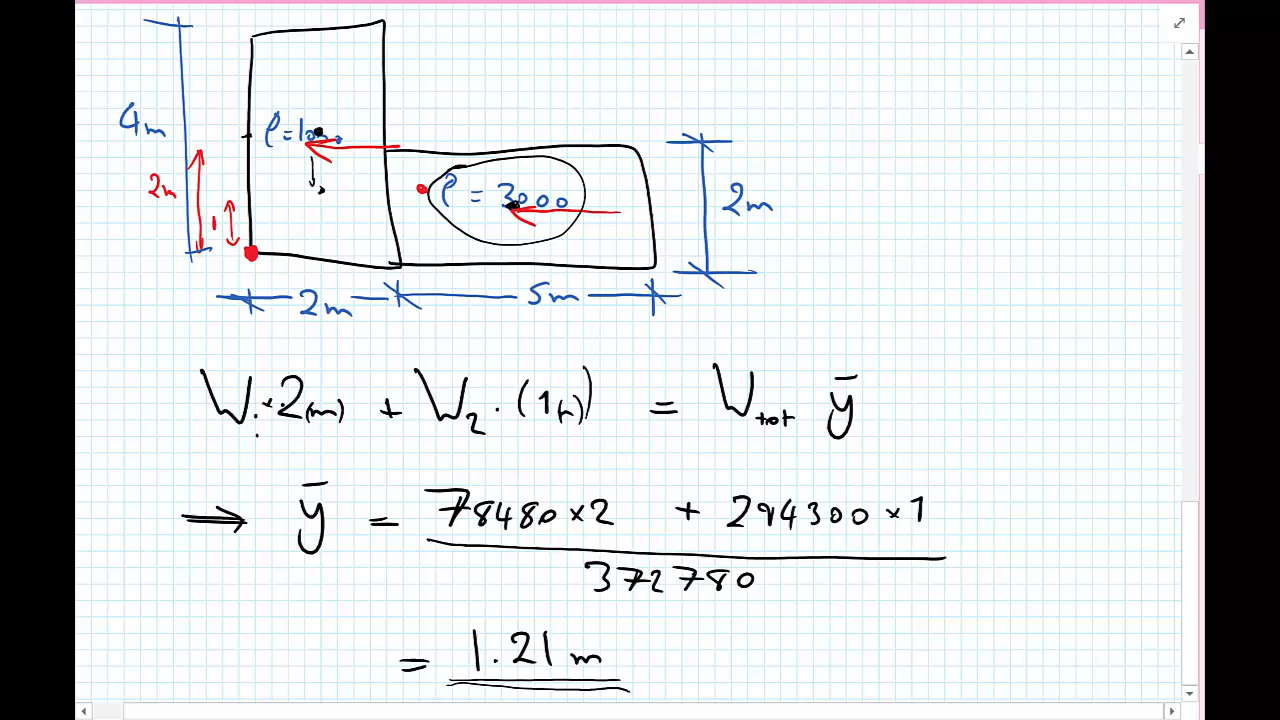 4m
ρ = 1000
2m
1
ρ = 3000
2m
2m
5m
W₁ × 2(m) + W₂ · (1m) = W_tot ȳ
⟹ ȳ = 78480 × 2 + 294300 × 1
372780
= 1.21 m